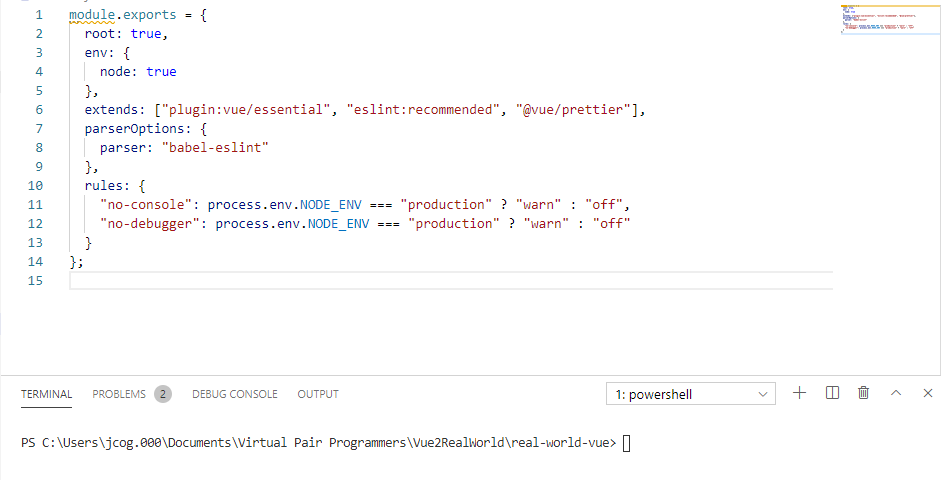 1 module.exports = {
2 root: true,
3 env: {
4 node: true
5 },
6 extends: ["plugin:vue/essential", "eslint:recommended", "@vue/prettier"],
7 parserOptions: {
8 parser: "babel-eslint"
9 },
10 rules: {
11 "no-console": process.env.NODE_ENV === "production" ? "warn" : "off",
12 "no-debugger": process.env.NODE_ENV === "production" ? "warn" : "off"
13 }
14 };
15
TERMINAL PROBLEMS 2 DEBUG CONSOLE OUTPUT 1: powershell
PS C:\Users\jcog.000\Documents\Virtual Pair Programmers\Vue2RealWorld\real-world-vue>